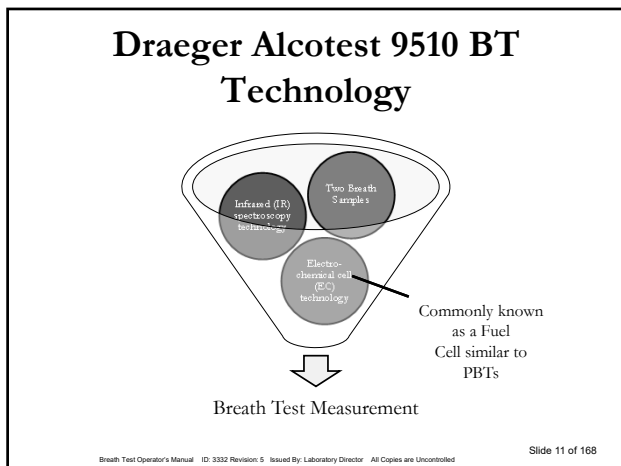 Draeger Alcotest 9510 BT
Technology
Infrared (IR)
spectroscopy
technology
Two Breath
Samples
Electro-
chemical cell
(EC)
technology
Commonly known
as a Fuel
Cell similar to
PBTs
Breath Test Measurement
Breath Test Operator's Manual ID: 3332 Revision: 5 Issued By: Laboratory Director All Copies are Uncontrolled
Slide 11 of 168